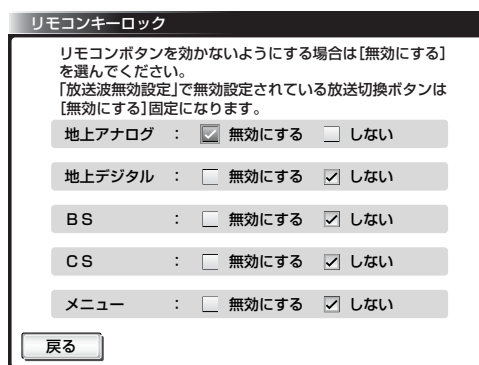 リモコンキーロック
リモコンボタンを効かないようにする場合は[無効にする]
を選んでください。
「放送波無効設定」で無効設定されている放送切換ボタンは
[無効にする]固定になります。
地上アナログ : 無効にする しない
地上デジタル : 無効にする しない
BS : 無効にする しない
CS : 無効にする しない
メニュー : 無効にする しない
戻る